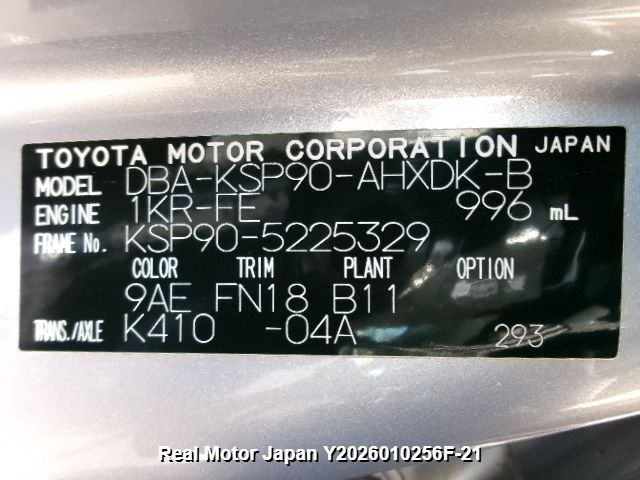 TOYOTA MOTOR CORPORATION JAPAN
MODEL DBA-KSP90-AHXDK-B
ENGINE 1KR-FE 996 mL
FRAME No. KSP90-5225329
COLOR TRIM PLANT OPTION
9AE FN18 B11
TRANS./AXLE K410 -04A 293
Real Motor Japan Y2026010256F-21